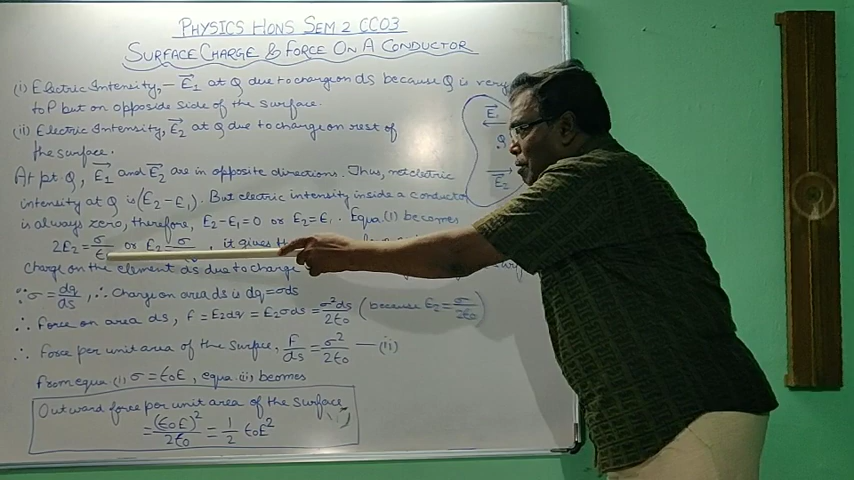 PHYSICS HONS SEM 2 CC03
SURFACE CHARGE & FORCE ON A CONDUCTOR
(i) Electric Intensity, – E₁ at Q due to charge on ds because Q is very
to P but on opposide side of the surface.
(ii) Electric Intensity, E₂ at Q due to charge on rest of
the surface.
At pt. Q, E₁ and E₂ are in opposite directions. Thus, net electric
intensity at Q is (E₂ – E₁). But electric intensity inside a conductor
is always zero, therefore, E₂ – E₁ = 0 or E₂ = E₁. Equa. (i) becomes
2E₂ = σ/ or E₂ σ/, it gives
Charge on the element ds due to charge
∵ σ = dq/ds, ∴ Charge on area ds is dq = σds
∴ Force on area ds, F = E₂dq = E₂σds = σ²ds/2ϵ₀ (because E₂ = σ/2ϵ₀)
∴ Force per unit area of the surface, F/ds = σ²/2ϵ₀ — (ii)
From equa. (i) σ = ϵ₀E, equa. (ii) becomes
Outward force per unit area of the surface
= (ϵ₀E)²/2ϵ₀ = 1/2 ϵ₀E²
E₁
Q
E₂